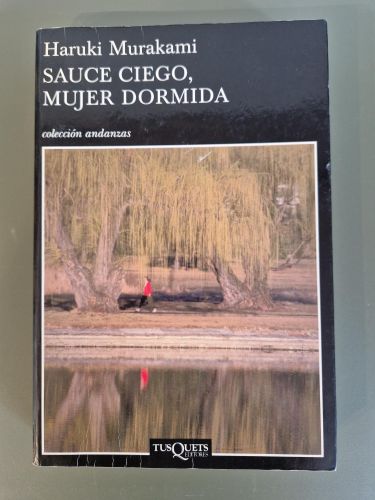 Haruki Murakami
SAUCE CIEGO,
MUJER DORMIDA
colección andanzas
TUSQUETS
EDITORES